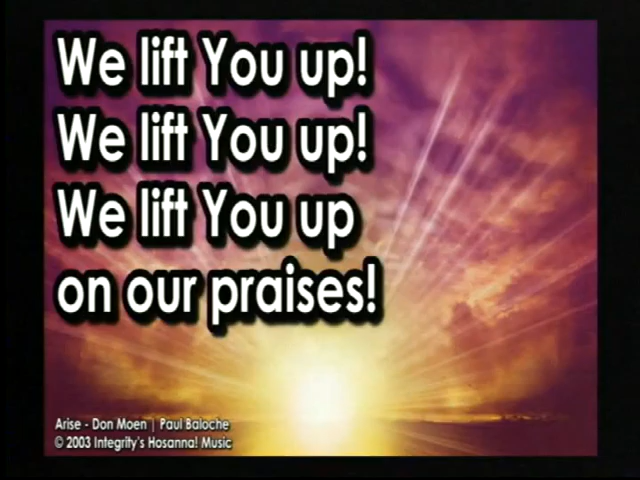 We lift You up!
We lift You up!
We lift You up
on our praises!
Arise - Don Moen | Paul Baloche
© 2003 Integrity's Hosanna! Music